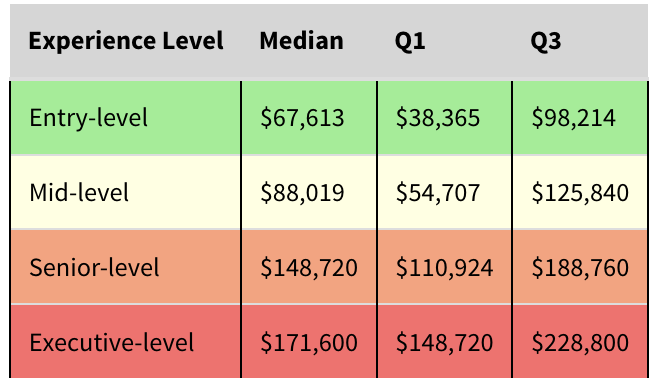 Experience Level Median Q1 Q3
Entry-level $67,613 $38,365 $98,214
Mid-level $88,019 $54,707 $125,840
Senior-level $148,720 $110,924 $188,760
Executive-level $171,600 $148,720 $228,800